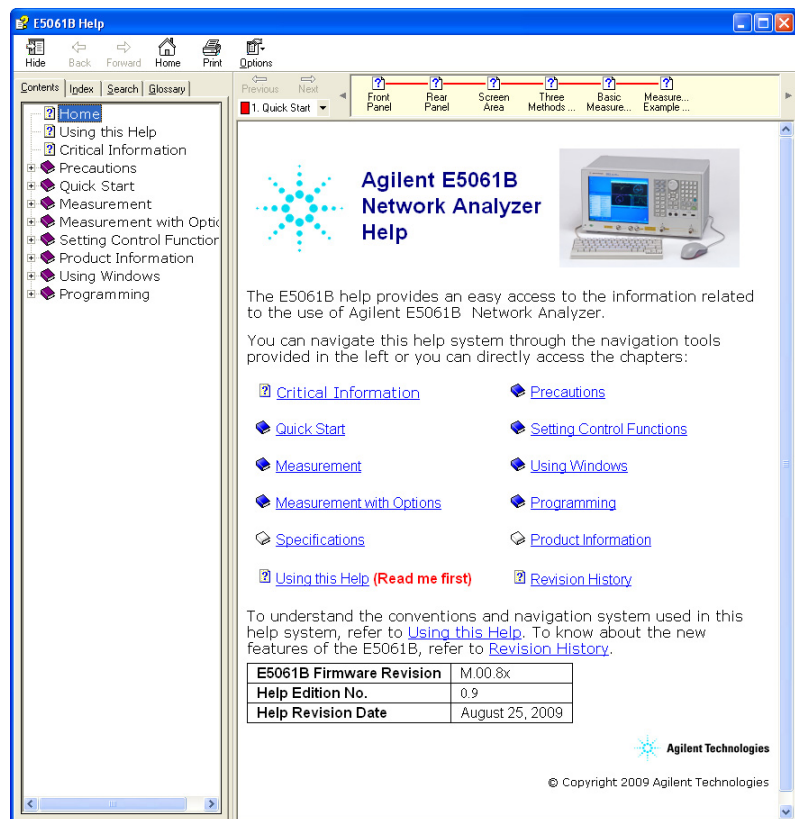 E5061B Help
Hide Back Forward Home Print Options
Contents Index Search Glossary
Home
Using this Help
Critical Information
Precautions
Quick Start
Measurement
Measurement with Optic
Setting Control Function
Product Information
Using Windows
Programming
Previous Next
1. Quick Start
Front Panel
Rear Panel
Screen Area
Three Methods ...
Basic Measure...
Measure... Example ...
Agilent E5061B
Network Analyzer
Help
The E5061B help provides an easy access to the information related
to the use of Agilent E5061B Network Analyzer.
You can navigate this help system through the navigation tools
provided in the left or you can directly access the chapters:
Critical Information Precautions
Quick Start Setting Control Functions
Measurement Using Windows
Measurement with Options Programming
Specifications Product Information
Using this Help (Read me first) Revision History
To understand the conventions and navigation system used in this
help system, refer to Using this Help. To know about the new
features of the E5061B, refer to Revision History.
E5061B Firmware Revision M.00.8x
Help Edition No. 0.9
Help Revision Date August 25, 2009
Agilent Technologies
© Copyright 2009 Agilent Technologies